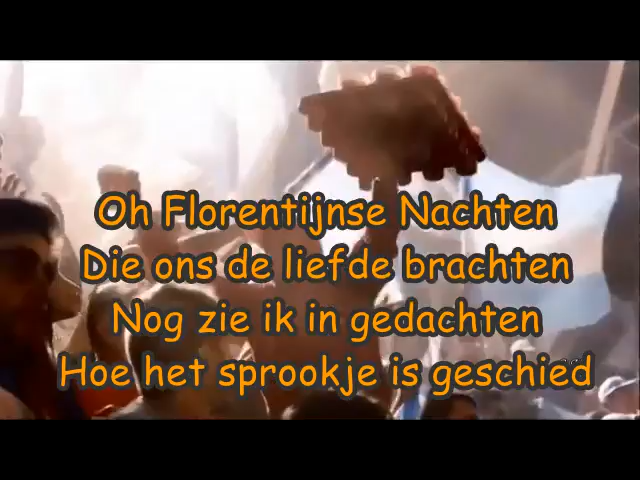 Oh Florentijnse Nachten
Die ons de liefde brachten
Nog zie ik in gedachten
Hoe het sprookje is geschied